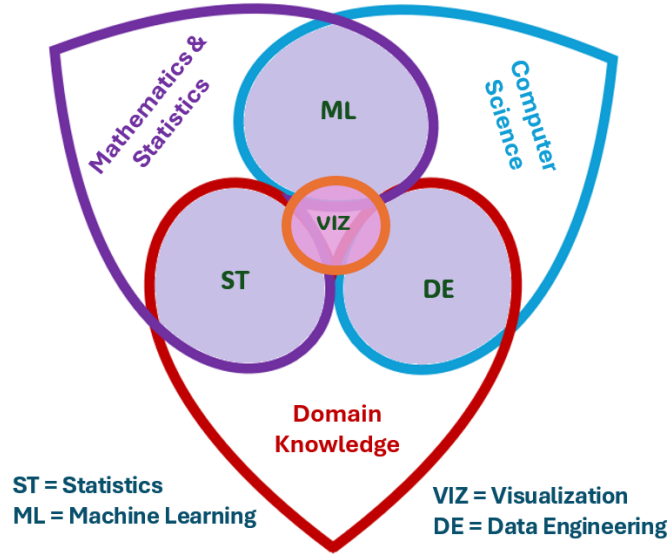 Mathematics &
Statistics
Computer
Science
ML
VIZ
ST
DE
Domain
Knowledge
ST = Statistics
ML = Machine Learning
VIZ = Visualization
DE = Data Engineering